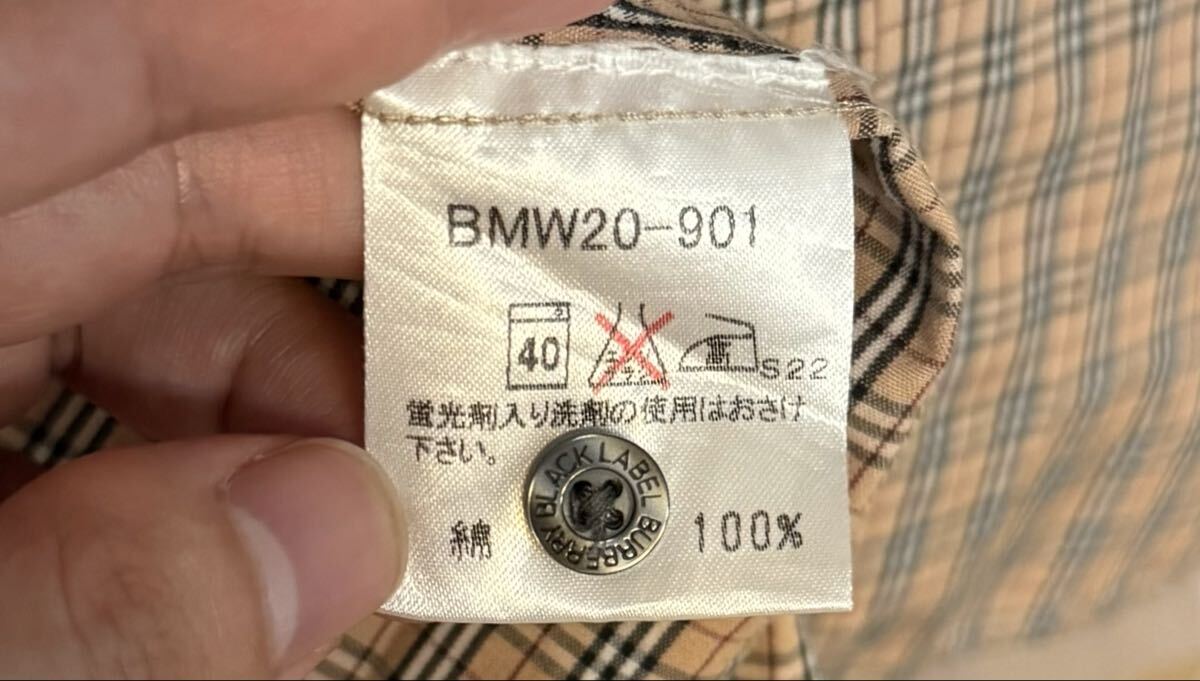 BMW20-901
40 高 S22
蛍光剤入り洗剤の使用はおさけ
下さい。
BLACK LABEL BURBERRY
綿 100%